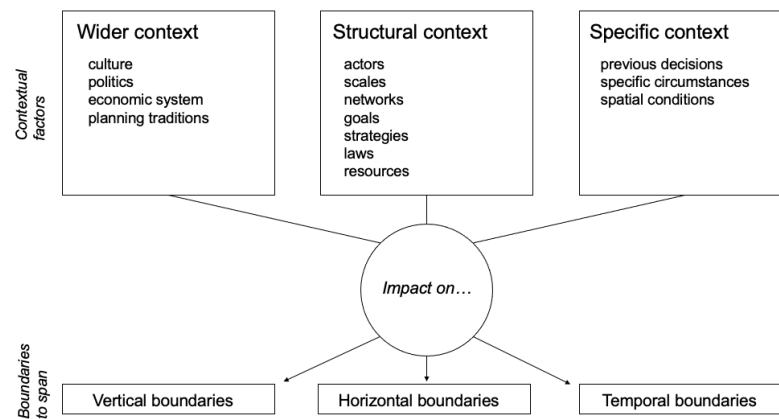 Contextual
factors
Wider context
culture
politics
economic system
planning traditions
Structural context
actors
scales
networks
goals
strategies
laws
resources
Specific context
previous decisions
specific circumstances
spatial conditions
Impact on…
Boundaries
to span
Vertical boundaries
Horizontal boundaries
Temporal boundaries